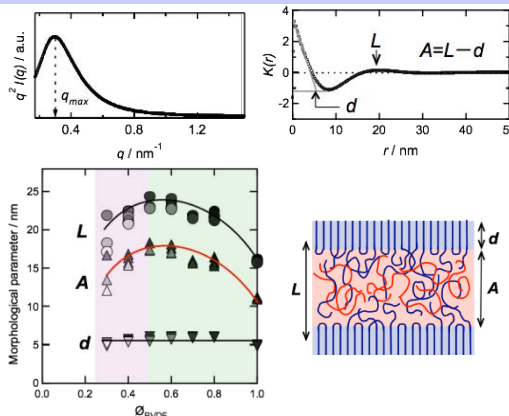 q² I(q) / a.u.
q_max
0.4 0.8 1.2
q / nm⁻¹
K(r)
4
2
0
-2
L
A=L−d
d
0 10 20 30 40 50
r / nm
Morphological parameter / nm
25
20
15
10
5
0
L
A
d
0.0 0.2 0.4 0.6 0.8 1.0
Ø_PVDF
L
d
A